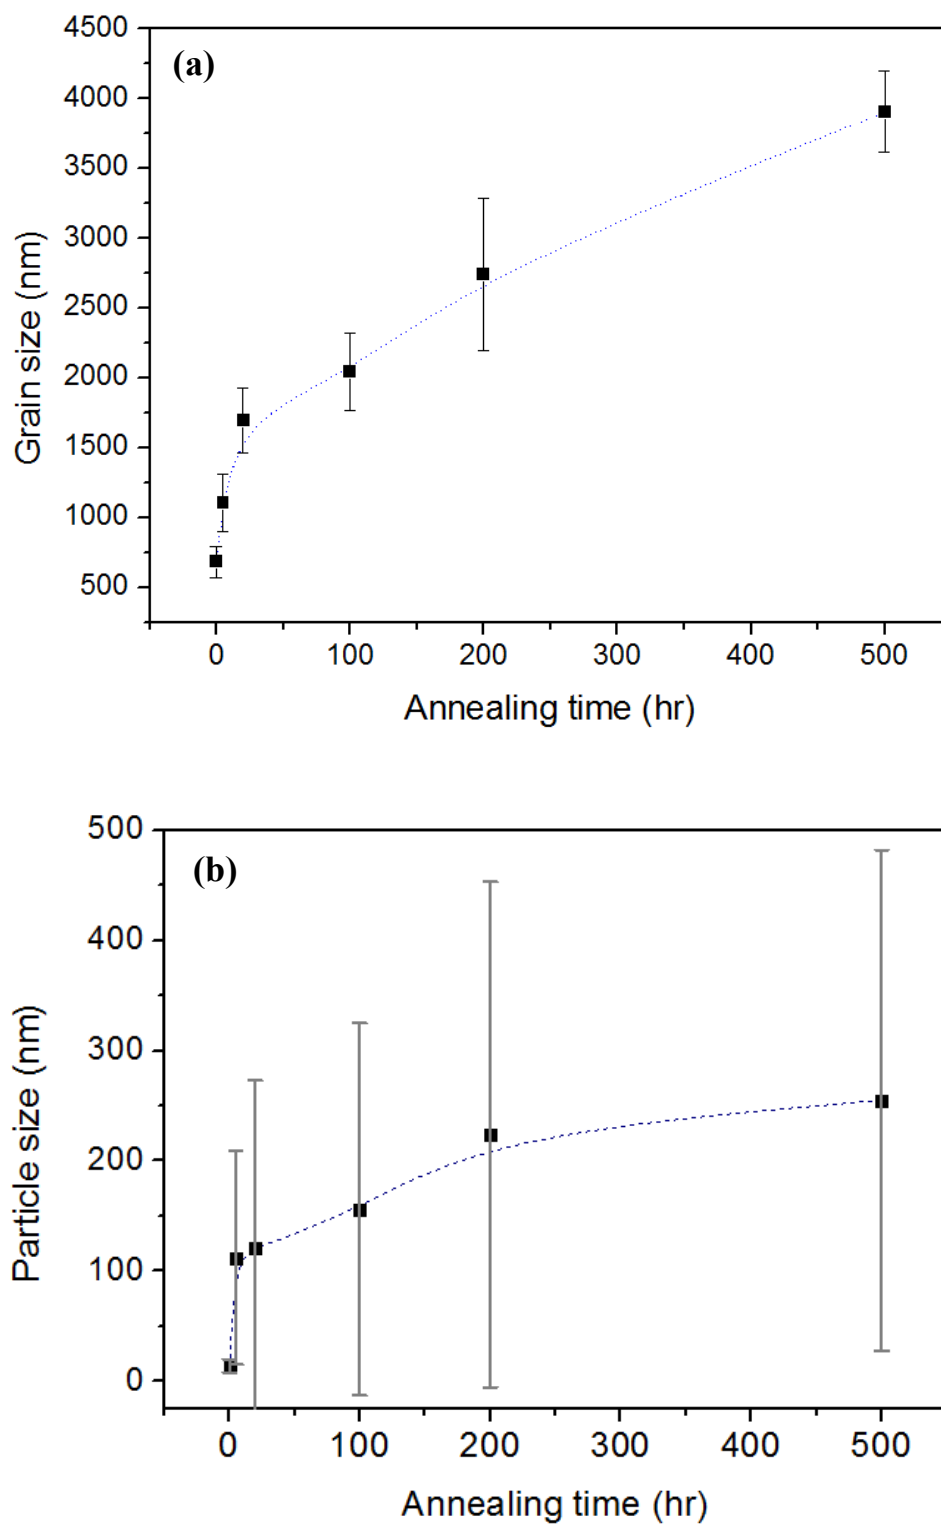 4500
(a)
4000
3500
3000
2500
2000
1500
1000
500
Grain size (nm)
0 100 200 300 400 500
Annealing time (hr)
500
(b)
400
300
200
100
0
Particle size (nm)
0 100 200 300 400 500
Annealing time (hr)